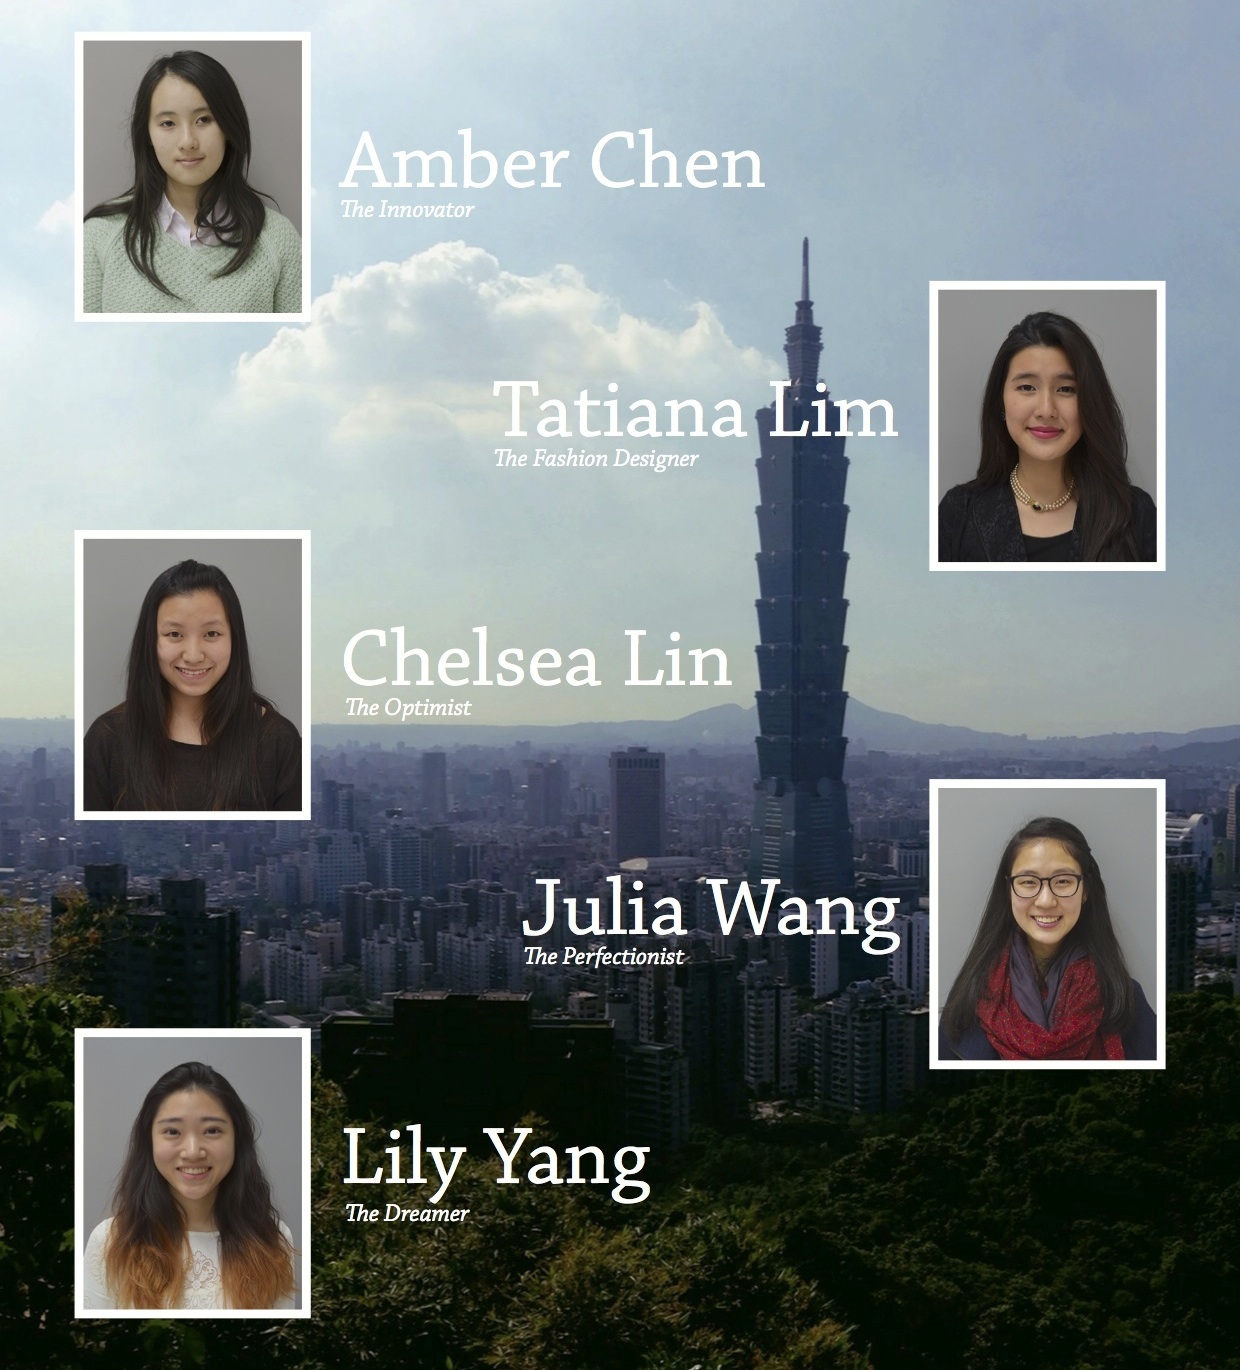 Amber Chen
The Innovator
Tatiana Lim
The Fashion Designer
Chelsea Lin
The Optimist
Julia Wang
The Perfectionist
Lily Yang
The Dreamer